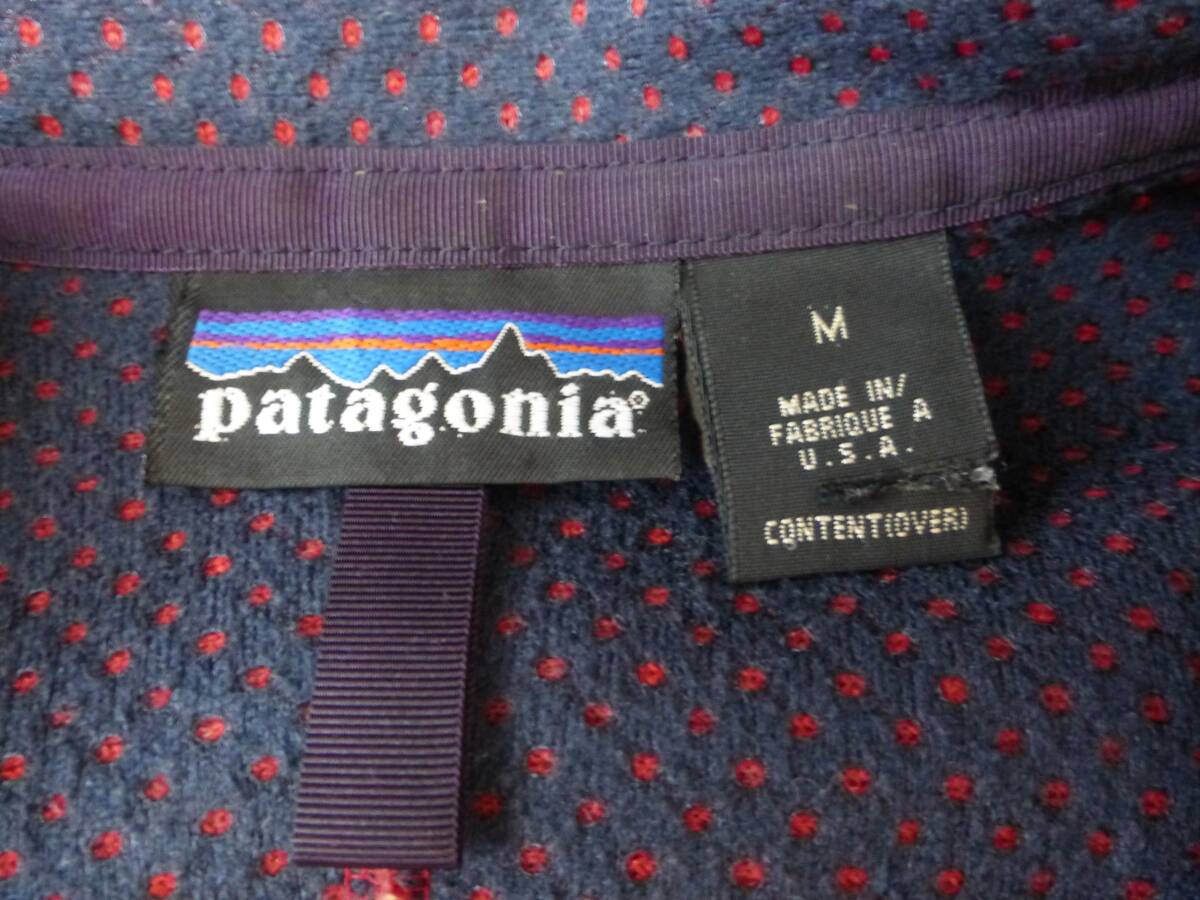 patagonia®
M
MADE IN/
FABRIQUE A
U.S.A.
CONTENT(OVER)